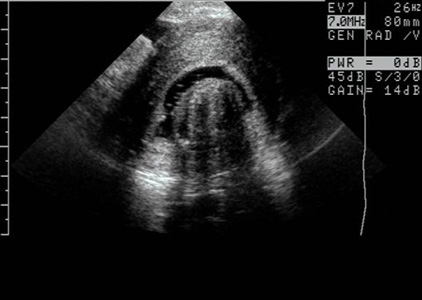 EV7 26Hz
7.0MHz 80mm
GEN RAD /V
PWR = 0dB
45dB S/3/0
GAIN= 14dB